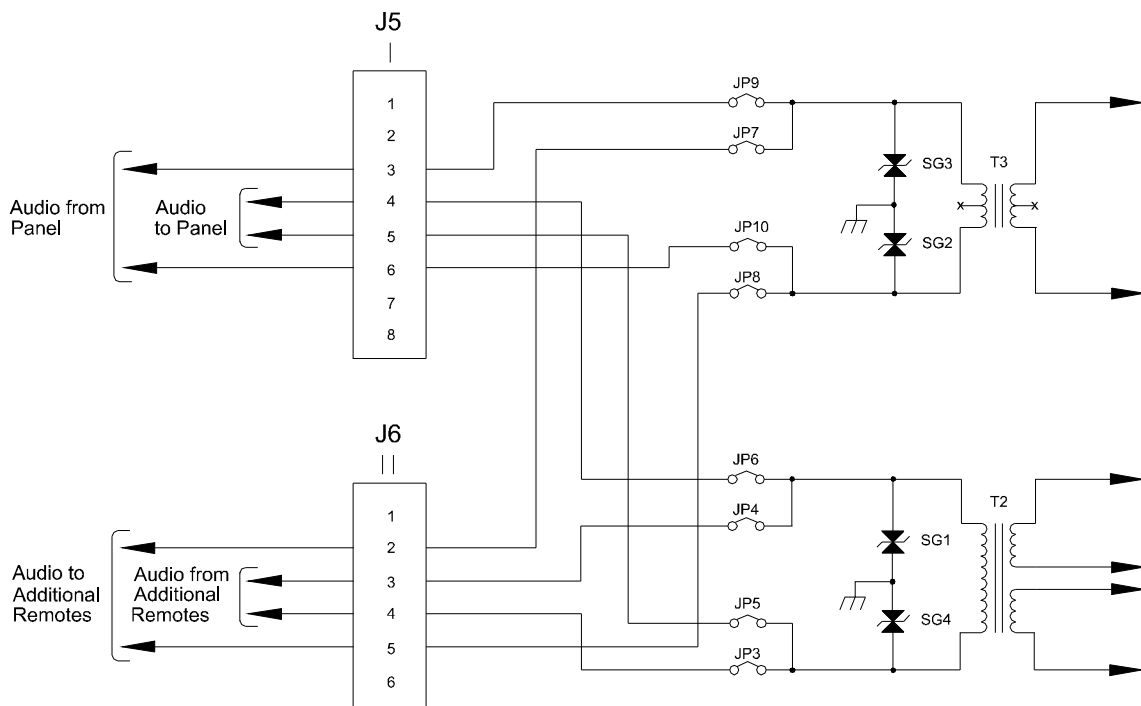 J5
1
2
3
4
5
6
7
8
Audio from
Panel
Audio
to Panel
JP9
JP7
JP10
JP8
SG3
SG2
T3
J6
1
2
3
4
5
6
Audio to
Additional
Remotes
Audio from
Additional
Remotes
JP6
JP4
JP5
JP3
SG1
SG4
T2